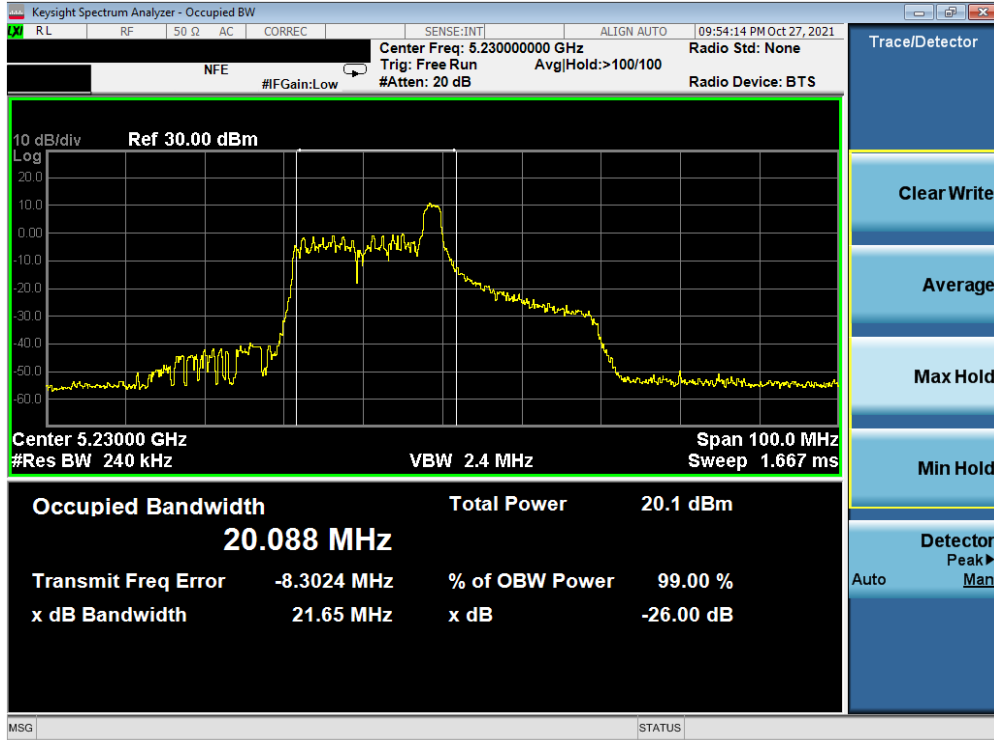 Keysight Spectrum Analyzer - Occupied BW
LXI RL RF 50 Ω AC CORREC SENSE:INT ALIGN AUTO 09:54:14 PM Oct 27, 2021
Center Freq: 5.230000000 GHz Radio Std: None
NFE Trig: Free Run Avg|Hold:>100/100
#IFGain:Low #Atten: 20 dB Radio Device: BTS
Trace/Detector
10 dB/div Ref 30.00 dBm
Log
20.0
10.0
0.00
-10.0
-20.0
-30.0
-40.0
-50.0
-60.0
Center 5.23000 GHz Span 100.0 MHz
#Res BW 240 kHz VBW 2.4 MHz Sweep 1.667 ms
Occupied Bandwidth Total Power 20.1 dBm
20.088 MHz
Transmit Freq Error -8.3024 MHz % of OBW Power 99.00 %
x dB Bandwidth 21.65 MHz x dB -26.00 dB
Clear Write
Average
Max Hold
Min Hold
Detector
Peak▶
Auto Man
MSG STATUS